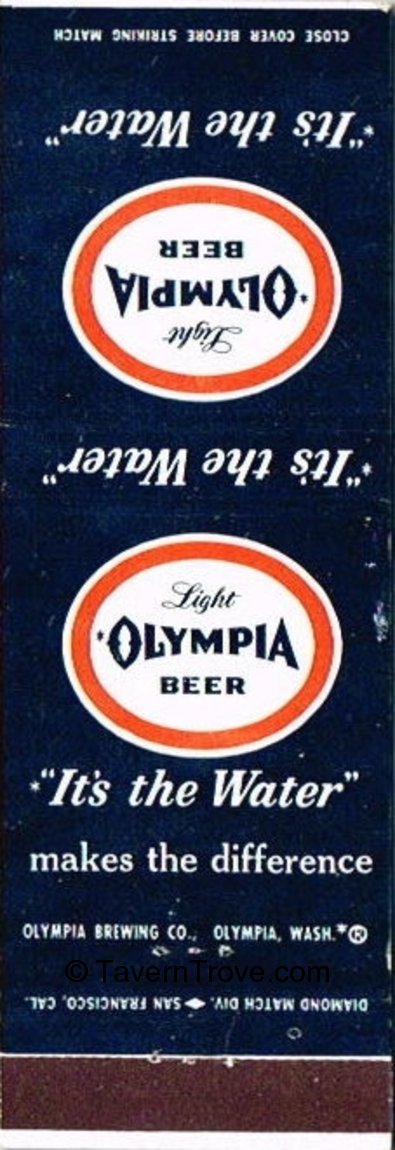 CLOSE COVER BEFORE STRIKING MATCH
*"It's the Water"
BEER
*OLYMPIA
Light
*"It's the Water"
Light
*OLYMPIA
BEER
*"It's the Water"
makes the difference
OLYMPIA BREWING CO., OLYMPIA, WASH.*®
© TavernTrove.com
DIAMOND MATCH DIV. SAN FRANCISCO, CAL.